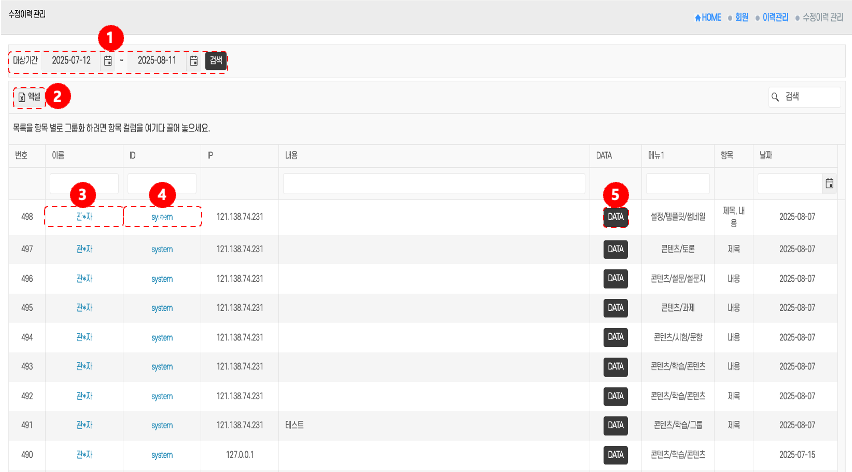 수정이력 관리
HOME 회원 이력관리 수정이력 관리
1
대상기간 2025-07-12 ~ 2025-08-11 검색
엑셀 2 검색
목록을 항목 별로 그룹화 하려면 항목 컬럼을 여기다 끌어 놓으세요.
번호 이름 ID IP 내용 DATA 메뉴1 항목 날짜
3 4 5
498 관*자 system 121.138.74.231 DATA 설정/템플릿/썸네일 제목, 내용 2025-08-07
497 관*자 system 121.138.74.231 DATA 콘텐츠/토론 제목 2025-08-07
496 관*자 system 121.138.74.231 DATA 콘텐츠/설문/설문지 내용 2025-08-07
495 관*자 system 121.138.74.231 DATA 콘텐츠/과제 내용 2025-08-07
494 관*자 system 121.138.74.231 DATA 콘텐츠/시험/문항 내용 2025-08-07
493 관*자 system 121.138.74.231 DATA 콘텐츠/학습/콘텐츠 내용 2025-08-07
492 관*자 system 121.138.74.231 DATA 콘텐츠/학습/콘텐츠 제목 2025-08-07
491 관*자 system 121.138.74.231 테스트 DATA 콘텐츠/학습/그룹 제목 2025-08-07
490 관*자 system 127.0.0.1 DATA 콘텐츠/학습/콘텐츠 2025-07-15